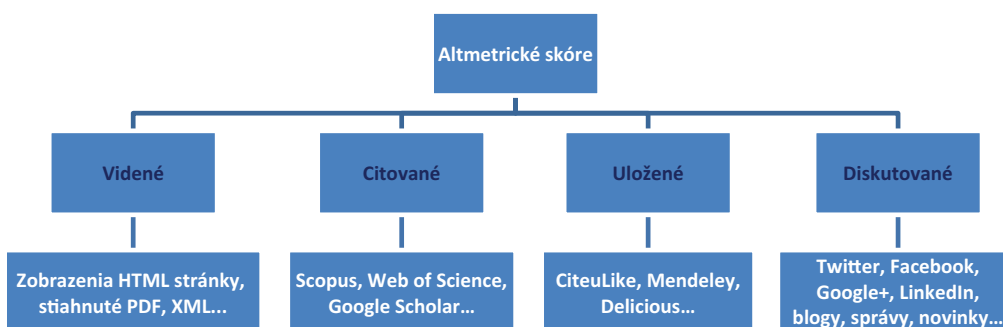 Altmetrické skóre
Videné
Citované
Uložené
Diskutované
Zobrazenia HTML stránky,
stiahnuté PDF, XML...
Scopus, Web of Science,
Google Scholar…
CiteuLike, Mendeley,
Delicious…
Twitter, Facebook,
Google+, LinkedIn,
blogy, správy, novinky…